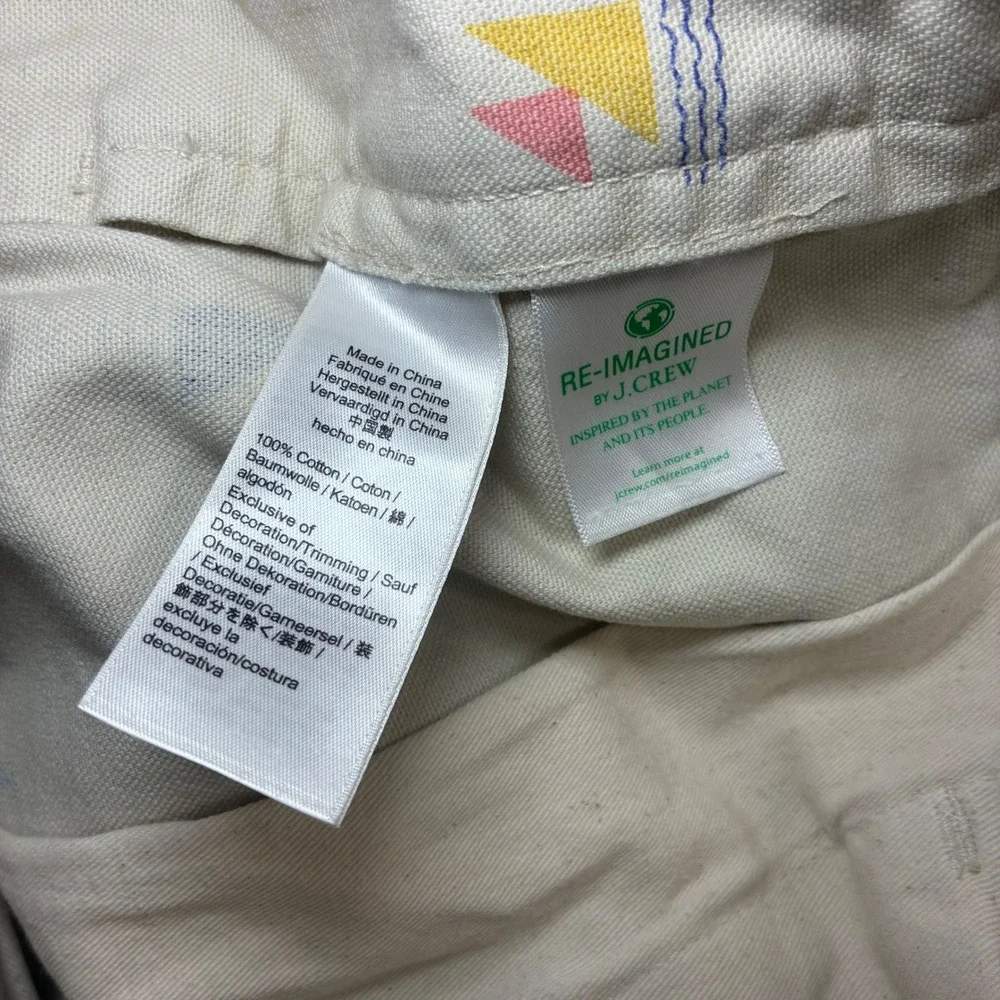 Made in China
Fabriqué en Chine
Hergestellt in China
Vervaardigd in China
中国製
hecho en china
100% Cotton / Coton /
Baumwolle / Katoen / 綿 /
algodón
Exclusive of
Decoration/Trimming / Sauf
Décoration/Garniture /
Ohne Dekoration/Bordüren
/ Exclusief
Decoratie/Garneersel / 装
飾部分を除く/装飾 /
excluye la
decoración/costura
decorativa
RE-IMAGINED
BY J.CREW
INSPIRED BY THE PLANET
AND ITS PEOPLE.
Learn more at
jcrew.com/reimagined